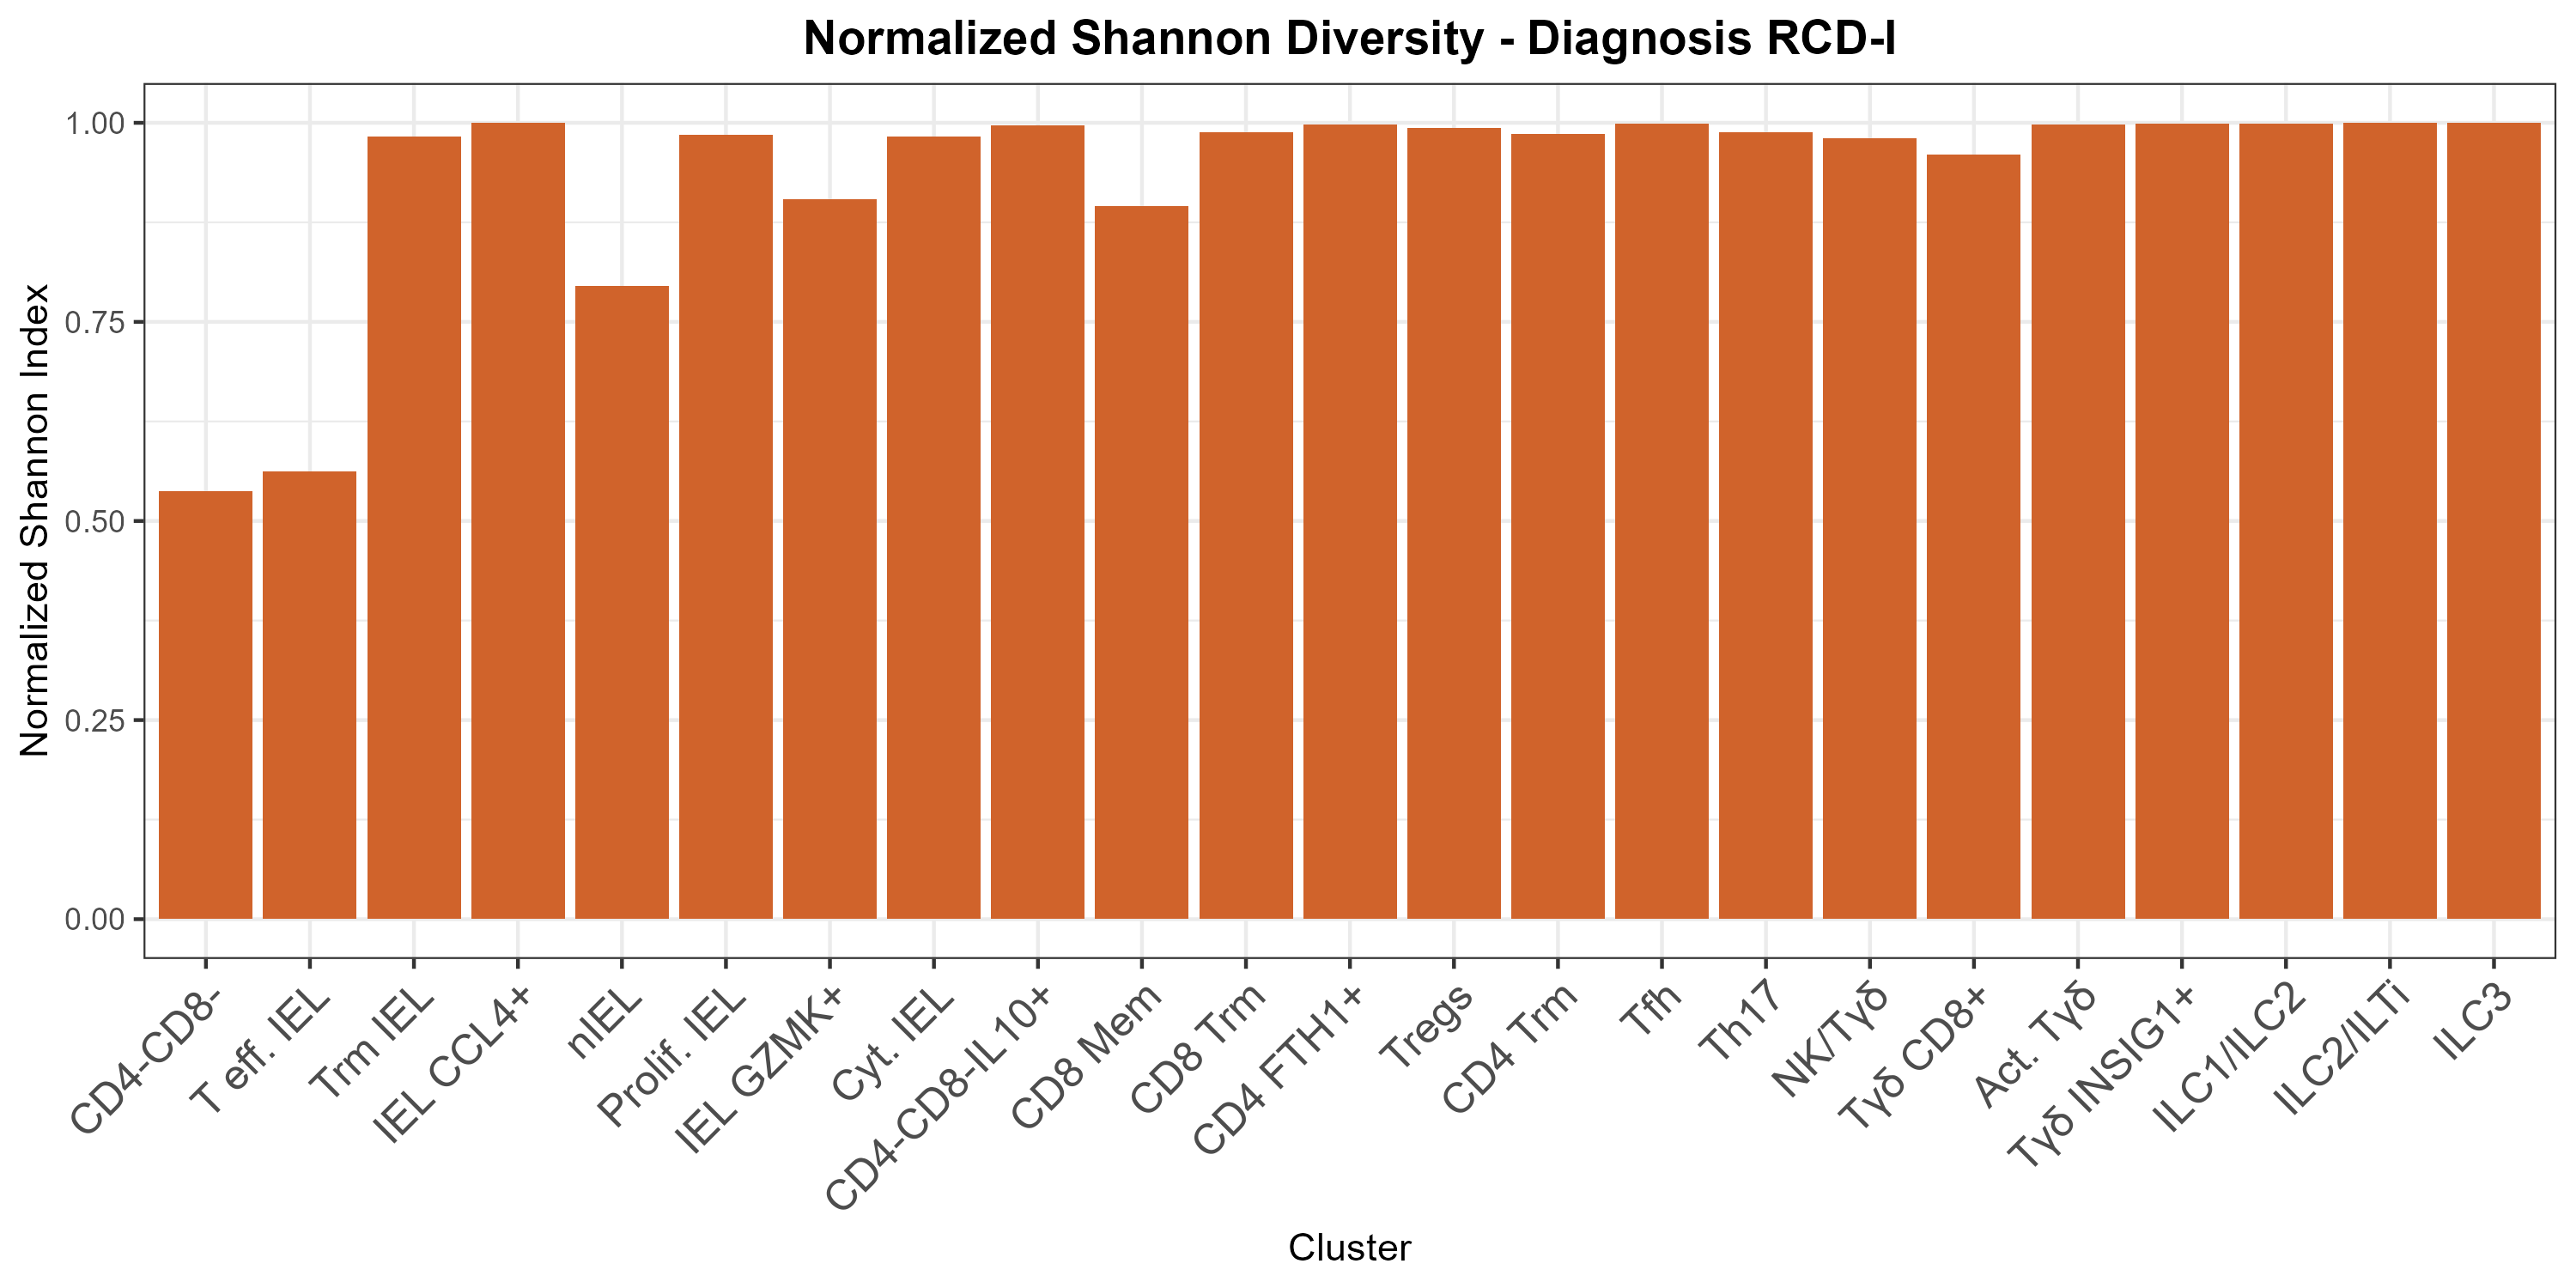 Normalized Shannon Diversity - Diagnosis RCD-I
Normalized Shannon Index
1.00
0.75
0.50
0.25
0.00
CD4-CD8-
T eff. IEL
Trm IEL
IEL CCL4+
nIEL
Prolif. IEL
IEL GZMK+
Cyt. IEL
CD4-CD8-IL10+
CD8 Mem
CD8 Trm
CD4 FTH1+
Tregs
CD4 Trm
Tfh
Th17
NK/Tγδ
Tγδ CD8+
Act. Tγδ
Tγδ INSIG1+
ILC1/ILC2
ILC2/ILTi
ILC3
Cluster